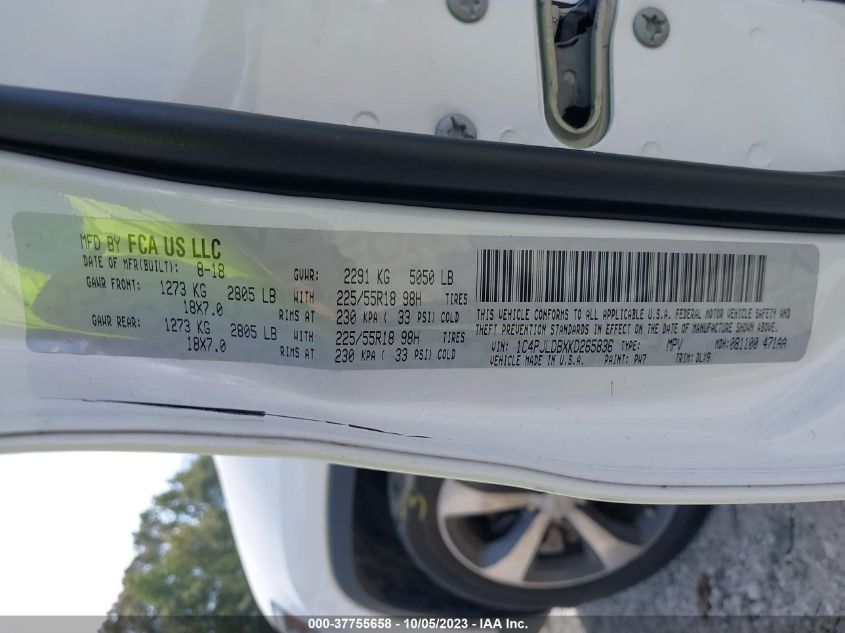 MFD BY FCA US LLC
DATE OF MFR(BUILT): 8-18
GVWR: 2291 KG 5050 LB
GAWR FRONT: 1273 KG 2805 LB WITH 225/55R18 98H TIRES
18X7.0 RIMS AT 230 KPA ( 33 PSI) COLD
GAWR REAR: 1273 KG 2805 LB WITH 225/55R18 98H TIRES
18X7.0 RIMS AT 230 KPA ( 33 PSI) COLD
THIS VEHICLE CONFORMS TO ALL APPLICABLE U.S.A. FEDERAL MOTOR VEHICLE SAFETY AND
THEFT PREVENTION STANDARDS IN EFFECT ON THE DATE OF MANUFACTURE SHOWN ABOVE.
VIN: 1C4PJLDBXKD265836 TYPE: MPV MDH:081100 471AA
VEHICLE MADE IN U.S.A. PAINT: PW7 TRIM: DLX9
000-37755658 - 10/05/2023 - IAA Inc.